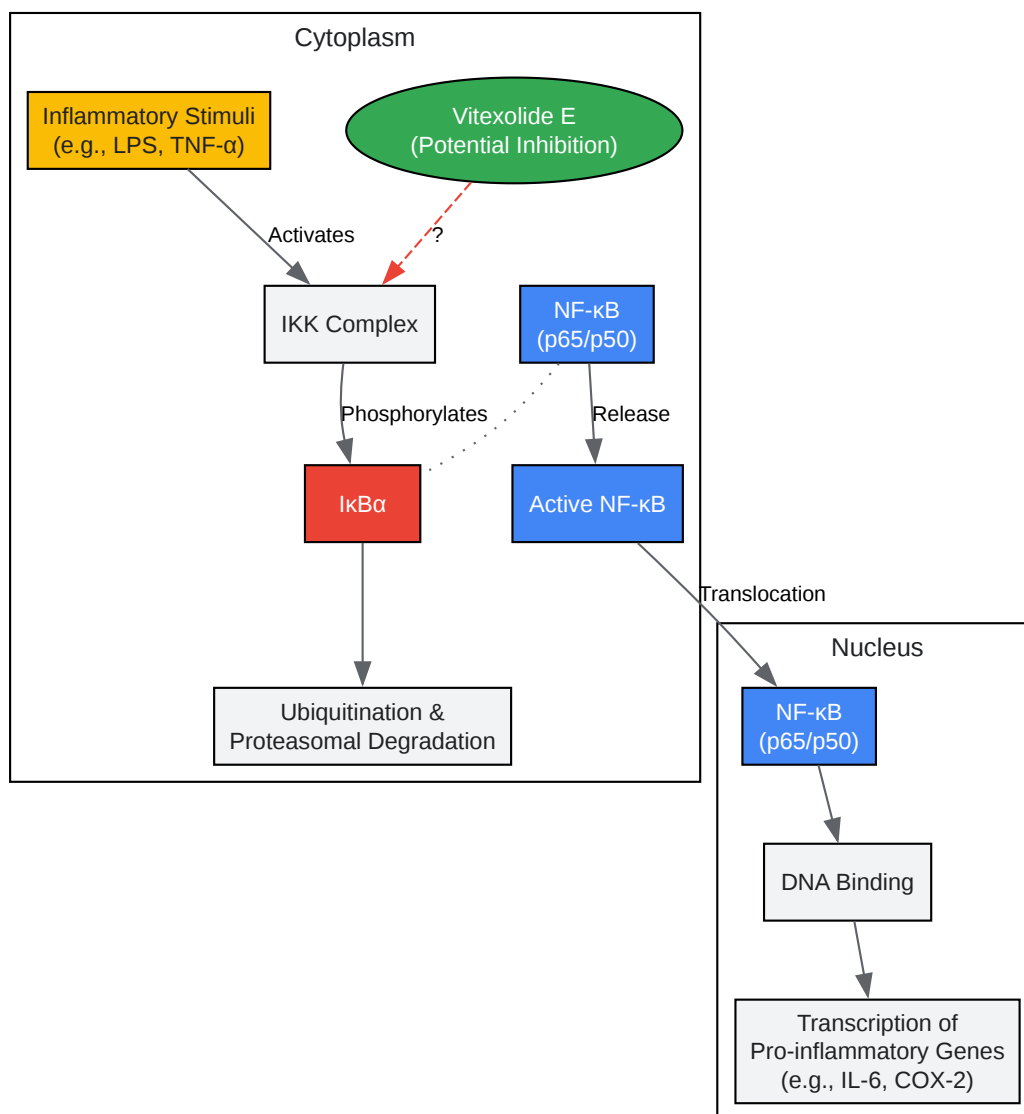 Cytoplasm
Inflammatory Stimuli
(e.g., LPS, TNF-α)
Vitexolide E
(Potential Inhibition)
Activates
?
IKK Complex
NF-κB
(p65/p50)
Phosphorylates
Release
IκBα
Active NF-κB
Translocation
Ubiquitination &
Proteasomal Degradation
Nucleus
NF-κB
(p65/p50)
DNA Binding
Transcription of
Pro-inflammatory Genes
(e.g., IL-6, COX-2)